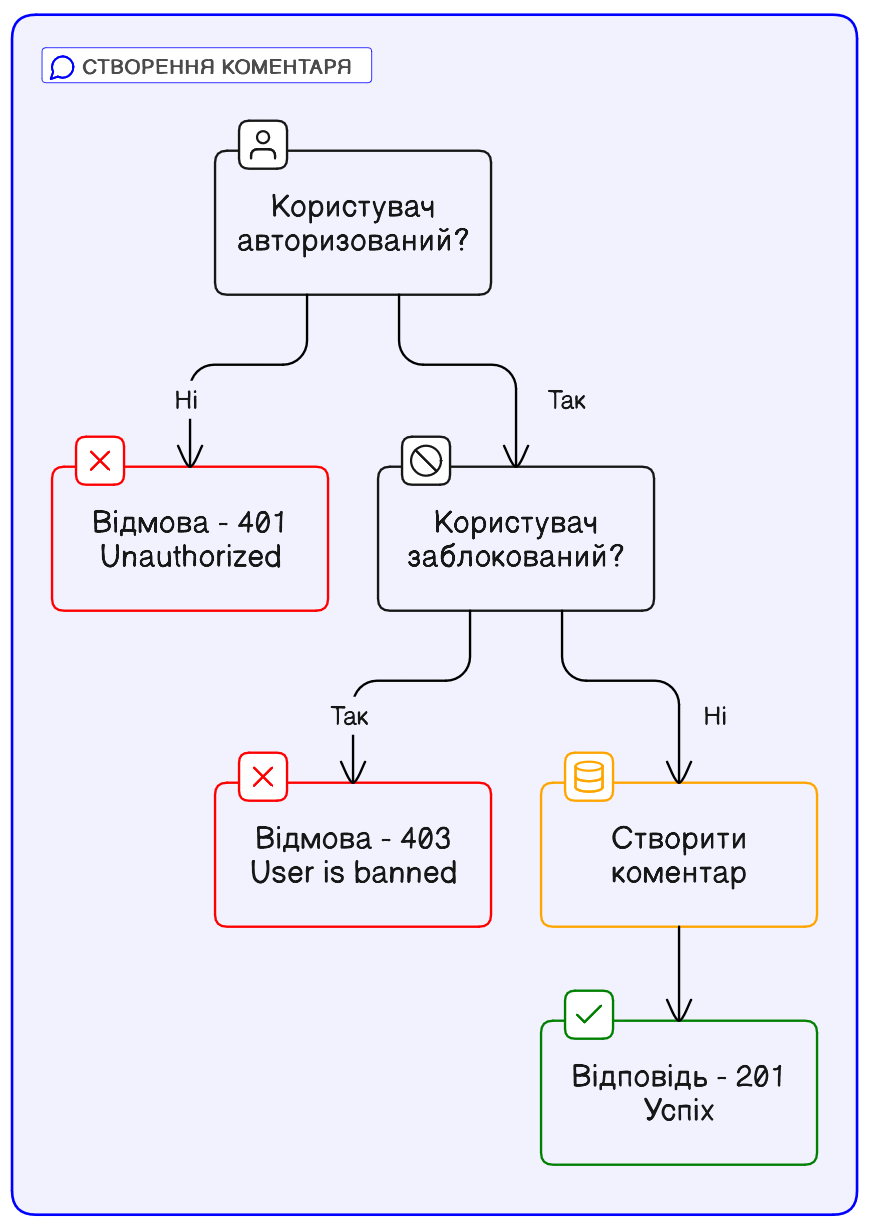 СТВОРЕННЯ КОМЕНТАРЯ
Користувач
авторизований?
Ні
Так
Відмова - 401
Unauthorized
Користувач
заблокований?
Так
Ні
Відмова - 403
User is banned
Створити
коментар
Відповідь - 201
Успіх